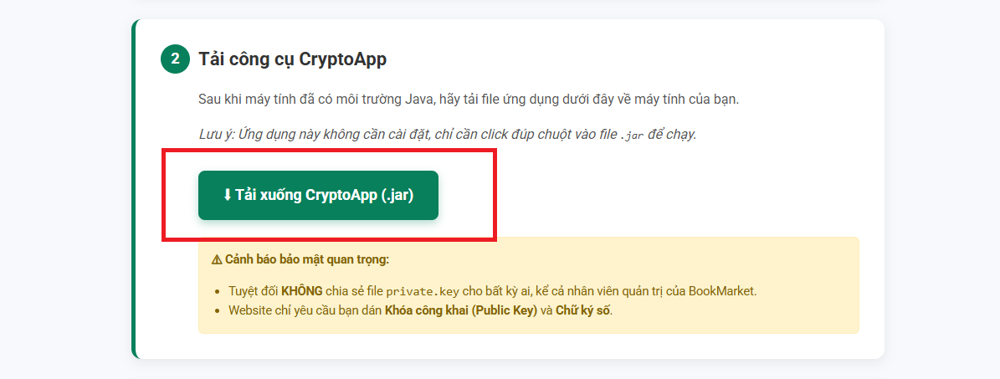 2 Tải công cụ CryptoApp
Sau khi máy tính đã có môi trường Java, hãy tải file ứng dụng dưới đây về máy tính của bạn.
Lưu ý: Ứng dụng này không cần cài đặt, chỉ cần click đúp chuột vào file .jar để chạy.
⬇ Tải xuống CryptoApp (.jar)
⚠ Cảnh báo bảo mật quan trọng:
• Tuyệt đối KHÔNG chia sẻ file private.key cho bất kỳ ai, kể cả nhân viên quản trị của BookMarket.
• Website chỉ yêu cầu bạn dán Khóa công khai (Public Key) và Chữ ký số.